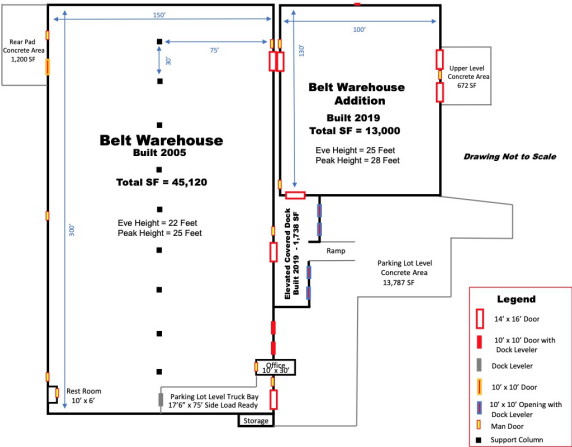 150'
100'
Rear Pad
Concrete Area
1,200 SF
75'
30'
130'
Upper Level
Concrete Area
672 SF
Belt Warehouse
Addition
Built 2019
Total SF = 13,000
Eve Height = 25 Feet
Peak Height = 28 Feet
Drawing Not to Scale
Belt Warehouse
Built 2005
Total SF = 45,120
Eve Height = 22 Feet
Peak Height = 25 Feet
300'
Elevated Covered Dock
Built 2019 - 1,738 SF
Ramp
Parking Lot Level
Concrete Area
13,787 SF
Office
10' x 30'
Rest Room
10' x 6'
Parking Lot Level Truck Bay
17'6" x 75' Side Load Ready
Storage
Legend
14' x 16' Door
10' x 10' Door with
Dock Leveler
Dock Leveler
10' x 10' Door
10' x 10' Opening with
Dock Leveler
Man Door
Support Column